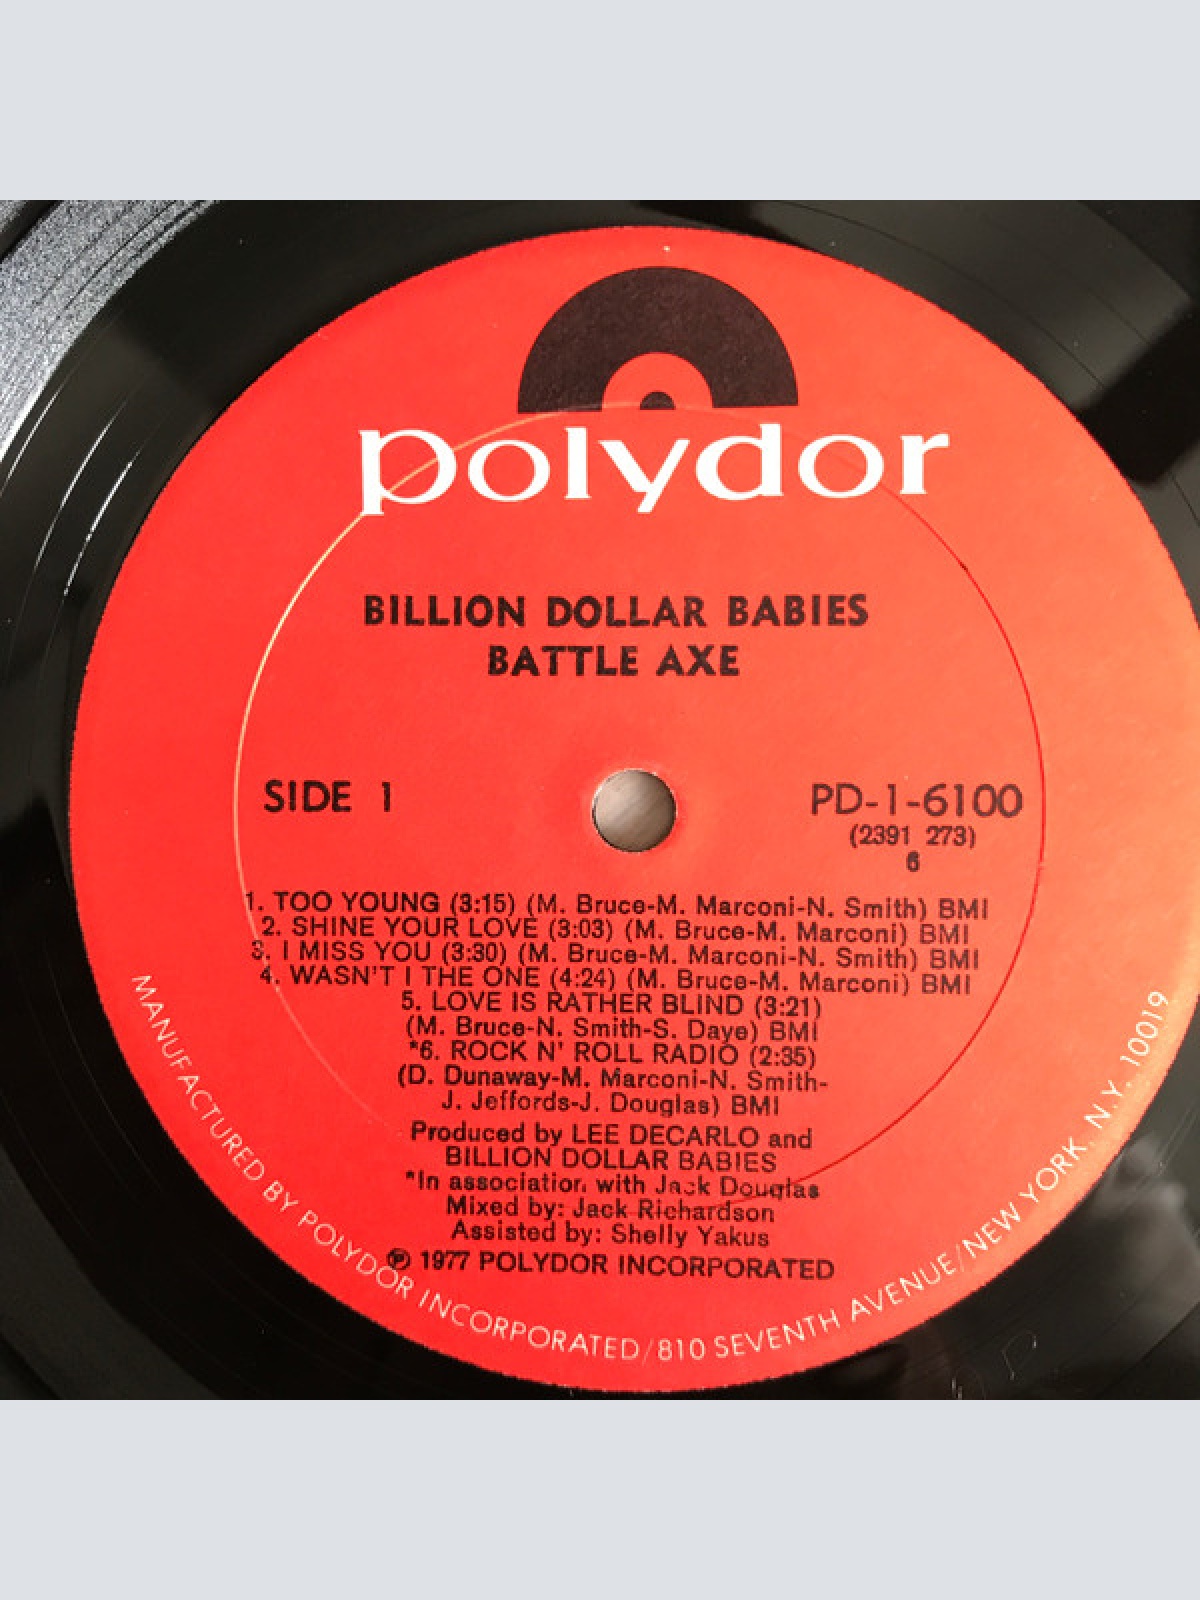 polydor
BILLION DOLLAR BABIES
BATTLE AXE
SIDE 1
PD-1-6100
(2391 273)
6
1. TOO YOUNG (3:15) (M. Bruce-M. Marconi-N. Smith) BMI
2. SHINE YOUR LOVE (3:03) (M. Bruce-M. Marconi) BMI
3. I MISS YOU (3:30) (M. Bruce-M. Marconi-N. Smith) BMI
4. WASN'T I THE ONE (4:24) (M. Bruce-M. Marconi) BMI
5. LOVE IS RATHER BLIND (3:21)
(M. Bruce-N. Smith-S. Daye) BMI
*6. ROCK N' ROLL RADIO (2:35)
(D. Dunaway-M. Marconi-N. Smith-
J. Jeffords-J. Douglas) BMI
Produced by LEE DECARLO and
BILLION DOLLAR BABIES
*In association with Jack Douglas
Mixed by: Jack Richardson
Assisted by: Shelly Yakus
℗ 1977 POLYDOR INCORPORATED
MANUFACTURED BY POLYDOR INCORPORATED/810 SEVENTH AVENUE/NEW YORK, N.Y. 10019